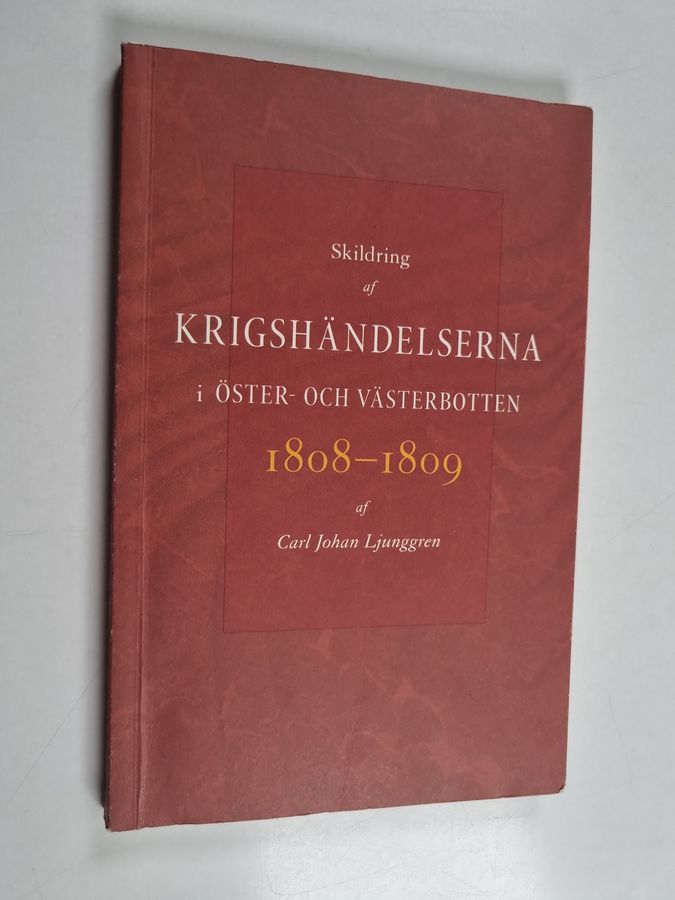 Skildring
af
KRIGSHÄNDELSERNA
i ÖSTER- OCH VÄSTERBOTTEN
1808–1809
af
Carl Johan Ljunggren